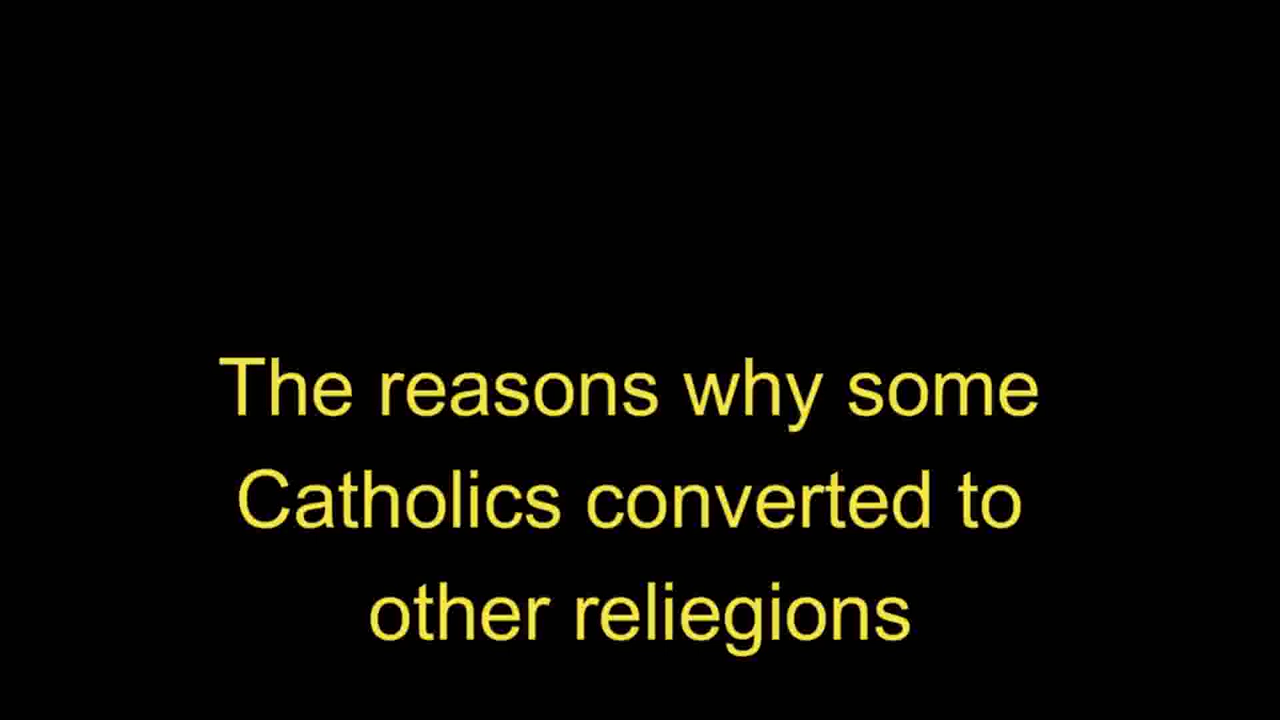 The reasons why some
Catholics converted to
other reliegions